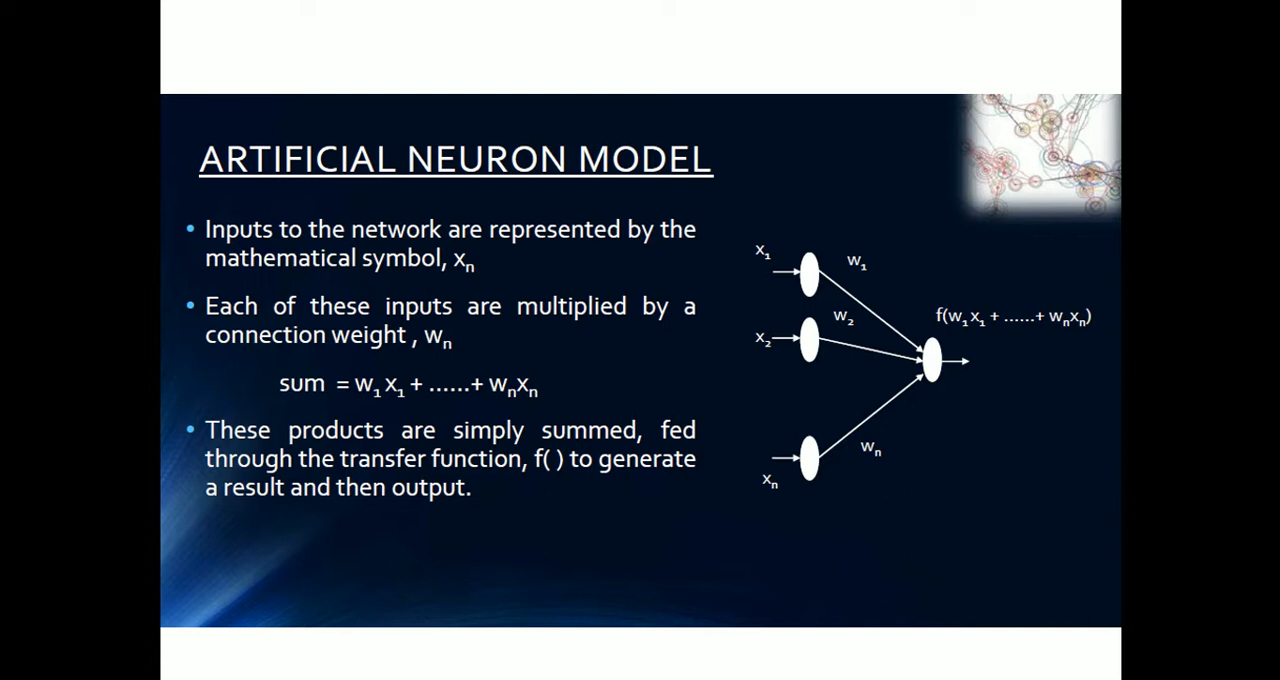 ARTIFICIAL NEURON MODEL
• Inputs to the network are represented by the
mathematical symbol, xₙ
• Each of these inputs are multiplied by a
connection weight , wₙ
sum = w₁ x₁ + ......+ wₙxₙ
• These products are simply summed, fed
through the transfer function, f( ) to generate
a result and then output.
x₁
w₁
w₂
x₂
f(w₁x₁ + ......+ wₙxₙ)
wₙ
xₙ